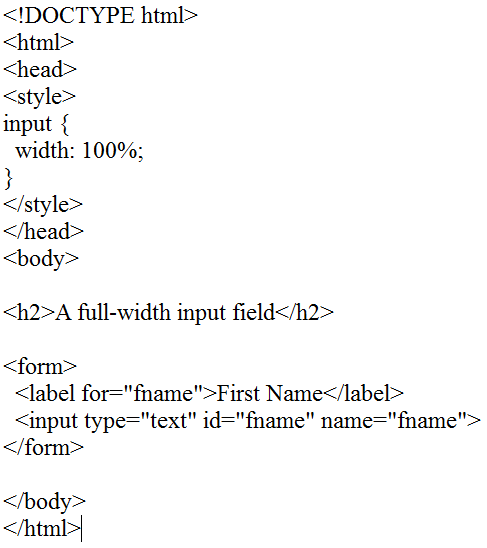 <!DOCTYPE html>
<html>
<head>
<style>
input {
  width: 100%;
}
</style>
</head>
<body>

<h2>A full-width input field</h2>

<form>
  <label for="fname">First Name</label>
  <input type="text" id="fname" name="fname">
</form>

</body>
</html>